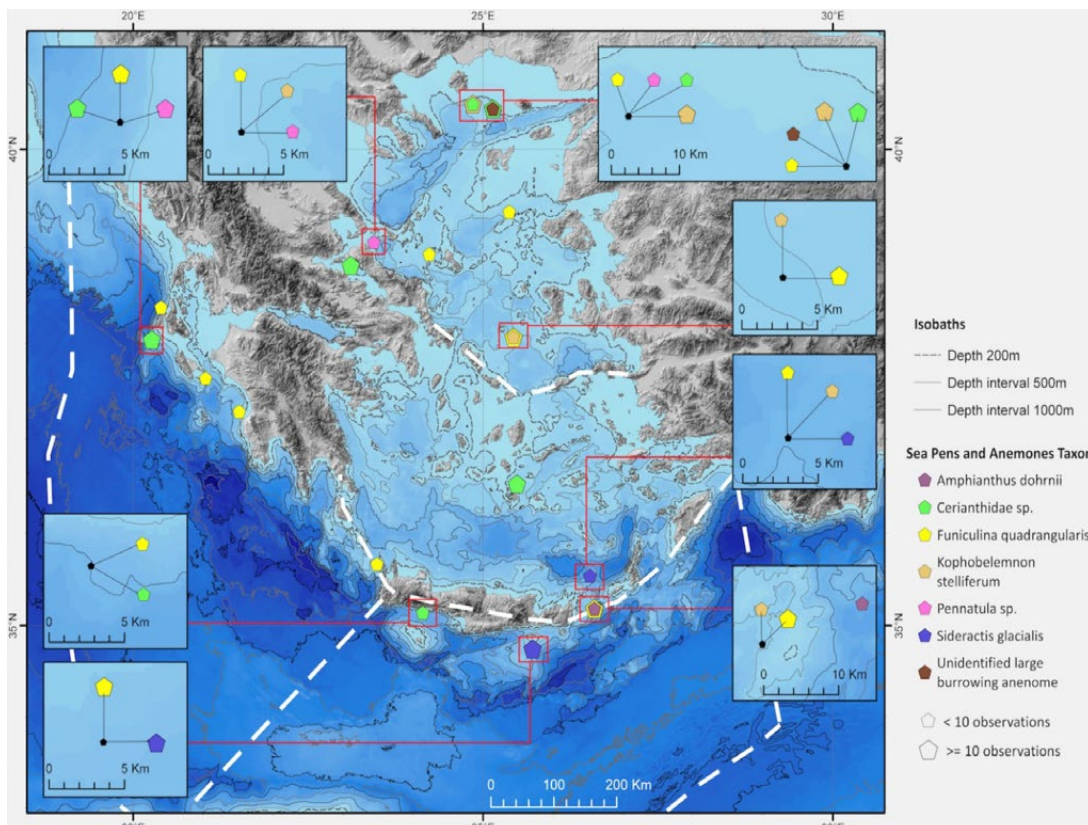 20°E 25°E 30°E
0 5 Km
0 5 Km
0 10 Km
40°N
40°N
0 5 Km
Isobaths
Depth 200m
Depth interval 500m
Depth interval 1000m
0 5 Km
Sea Pens and Anemones Taxon
Amphianthus dohrnii
Cerianthidae sp.
Funiculina quadrangularis
Kophobelemnon
stelliferum
Pennatula sp.
Sideractis glacialis
Unidentified large
burrowing anenome
< 10 observations
>= 10 observations
0 5 Km
35°N
35°N
0 10 Km
0 5 Km
0 100 200 Km